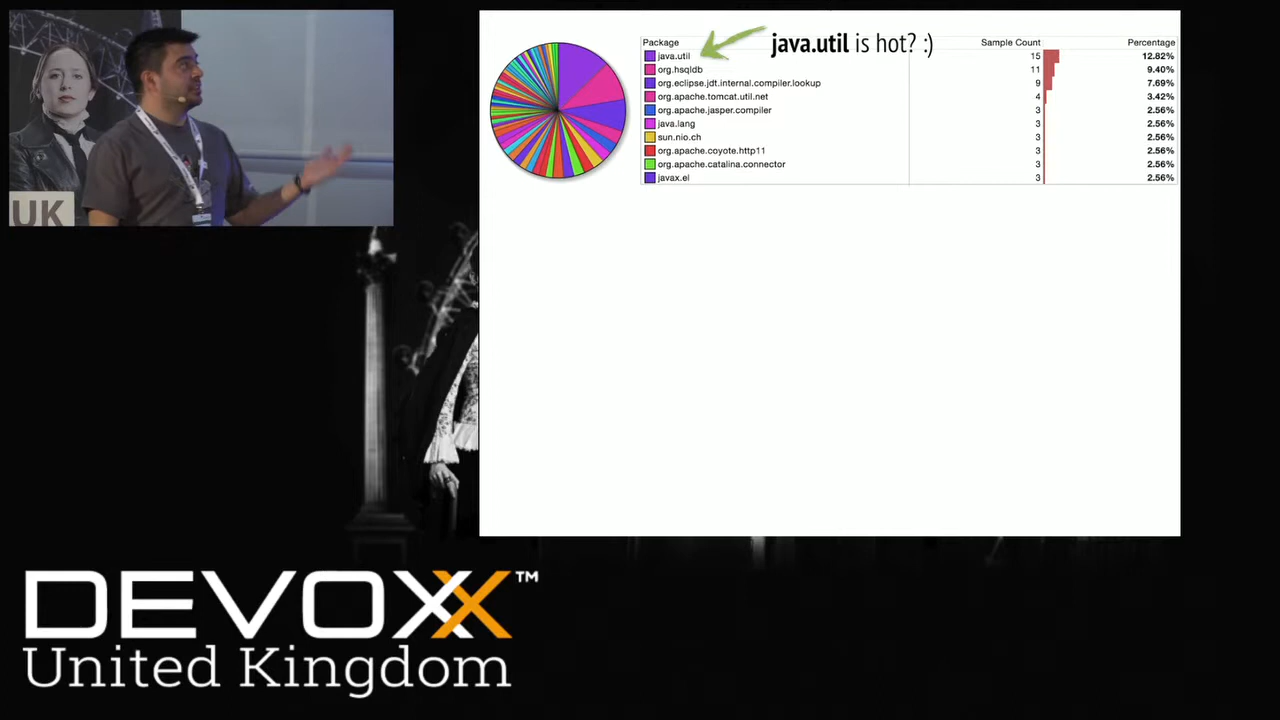 UK
java.util is hot? :)
Package Sample Count Percentage
java.util 15 12.82%
org.hsqldb 11 9.40%
org.eclipse.jdt.internal.compiler.lookup 9 7.69%
org.apache.tomcat.util.net 4 3.42%
org.apache.jasper.compiler 3 2.56%
java.lang 3 2.56%
sun.nio.ch 3 2.56%
org.apache.coyote.http11 3 2.56%
org.apache.catalina.connector 3 2.56%
javax.el 3 2.56%
DEVOXX™
United Kingdom